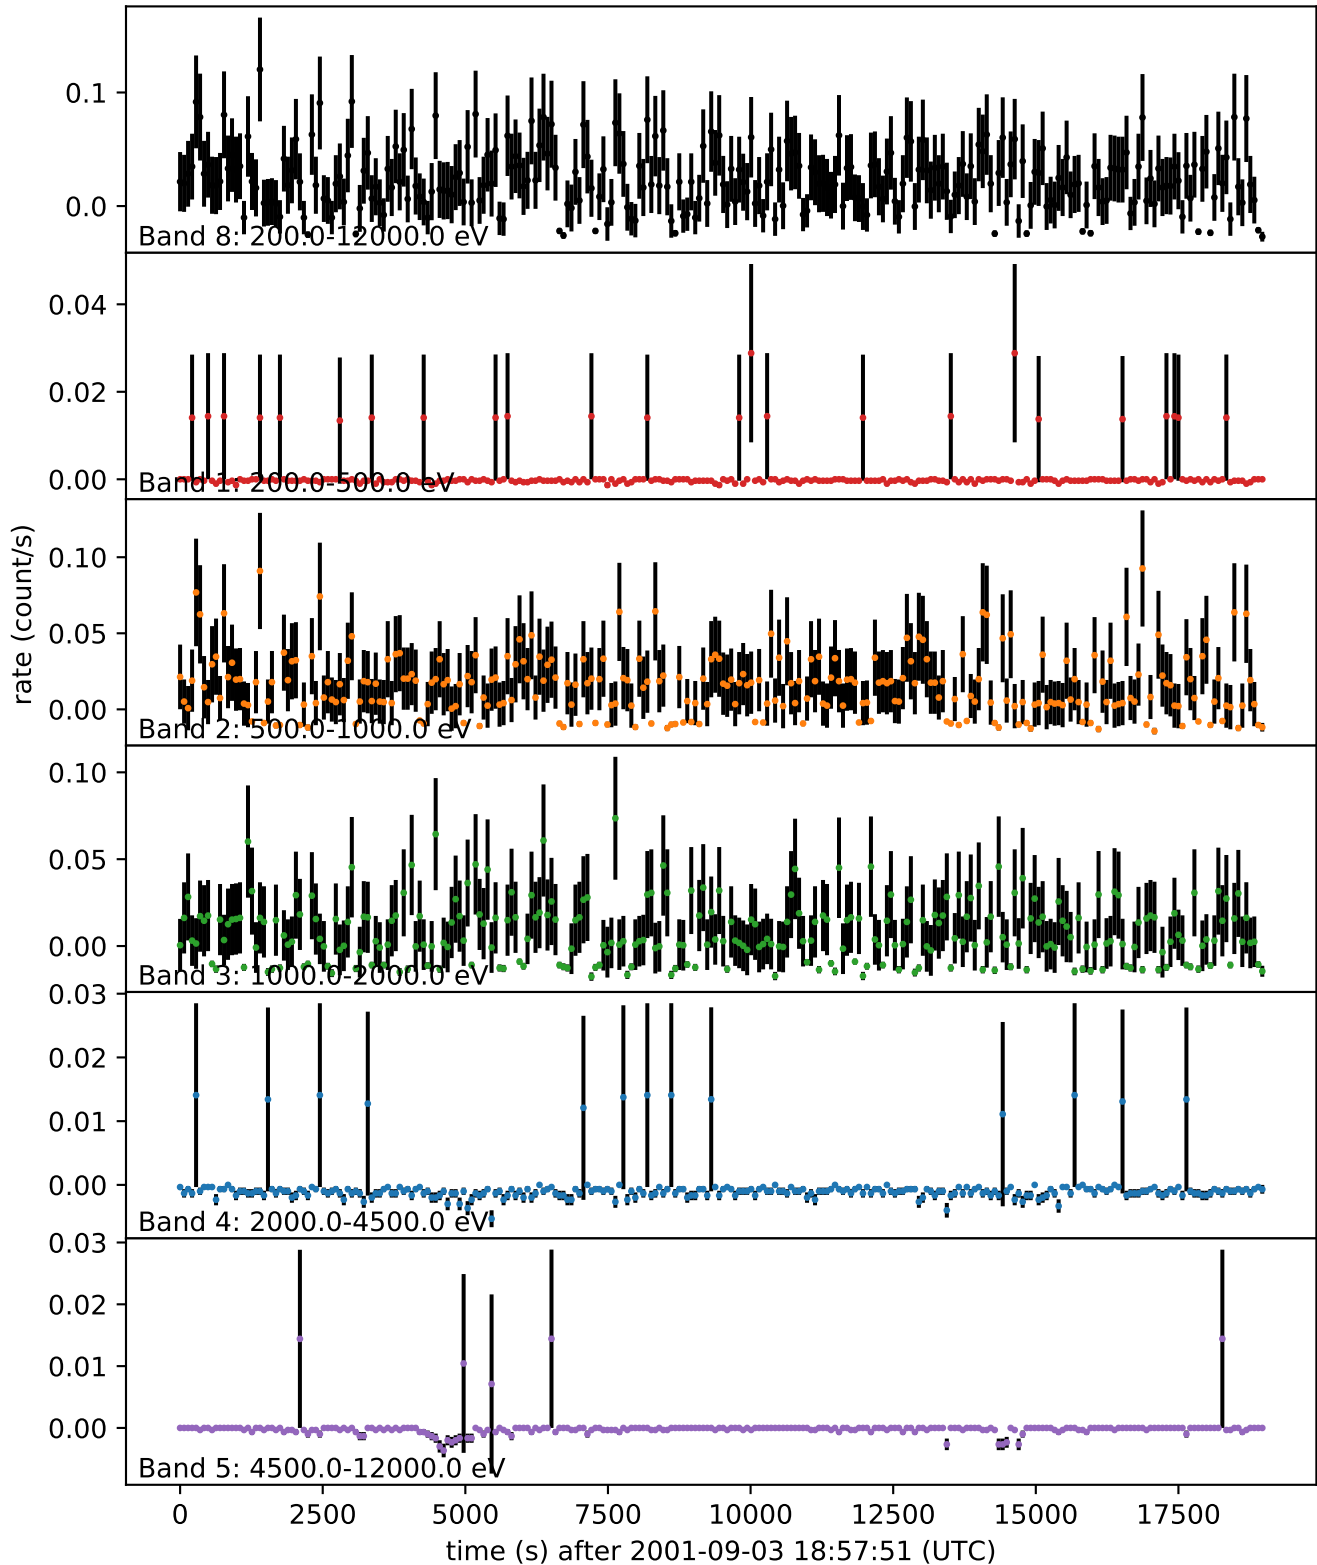 0.1
0.0
Band 8: 200.0-12000.0 eV
0.04
0.02
0.00
Band 1: 200.0-500.0 eV
0.10
0.05
0.00
Band 2: 500.0-1000.0 eV
rate (count/s)
0.10
0.05
0.00
Band 3: 1000.0-2000.0 eV
0.03
0.02
0.01
0.00
Band 4: 2000.0-4500.0 eV
0.03
0.02
0.01
0.00
Band 5: 4500.0-12000.0 eV
0 2500 5000 7500 10000 12500 15000 17500
time (s) after 2001-09-03 18:57:51 (UTC)